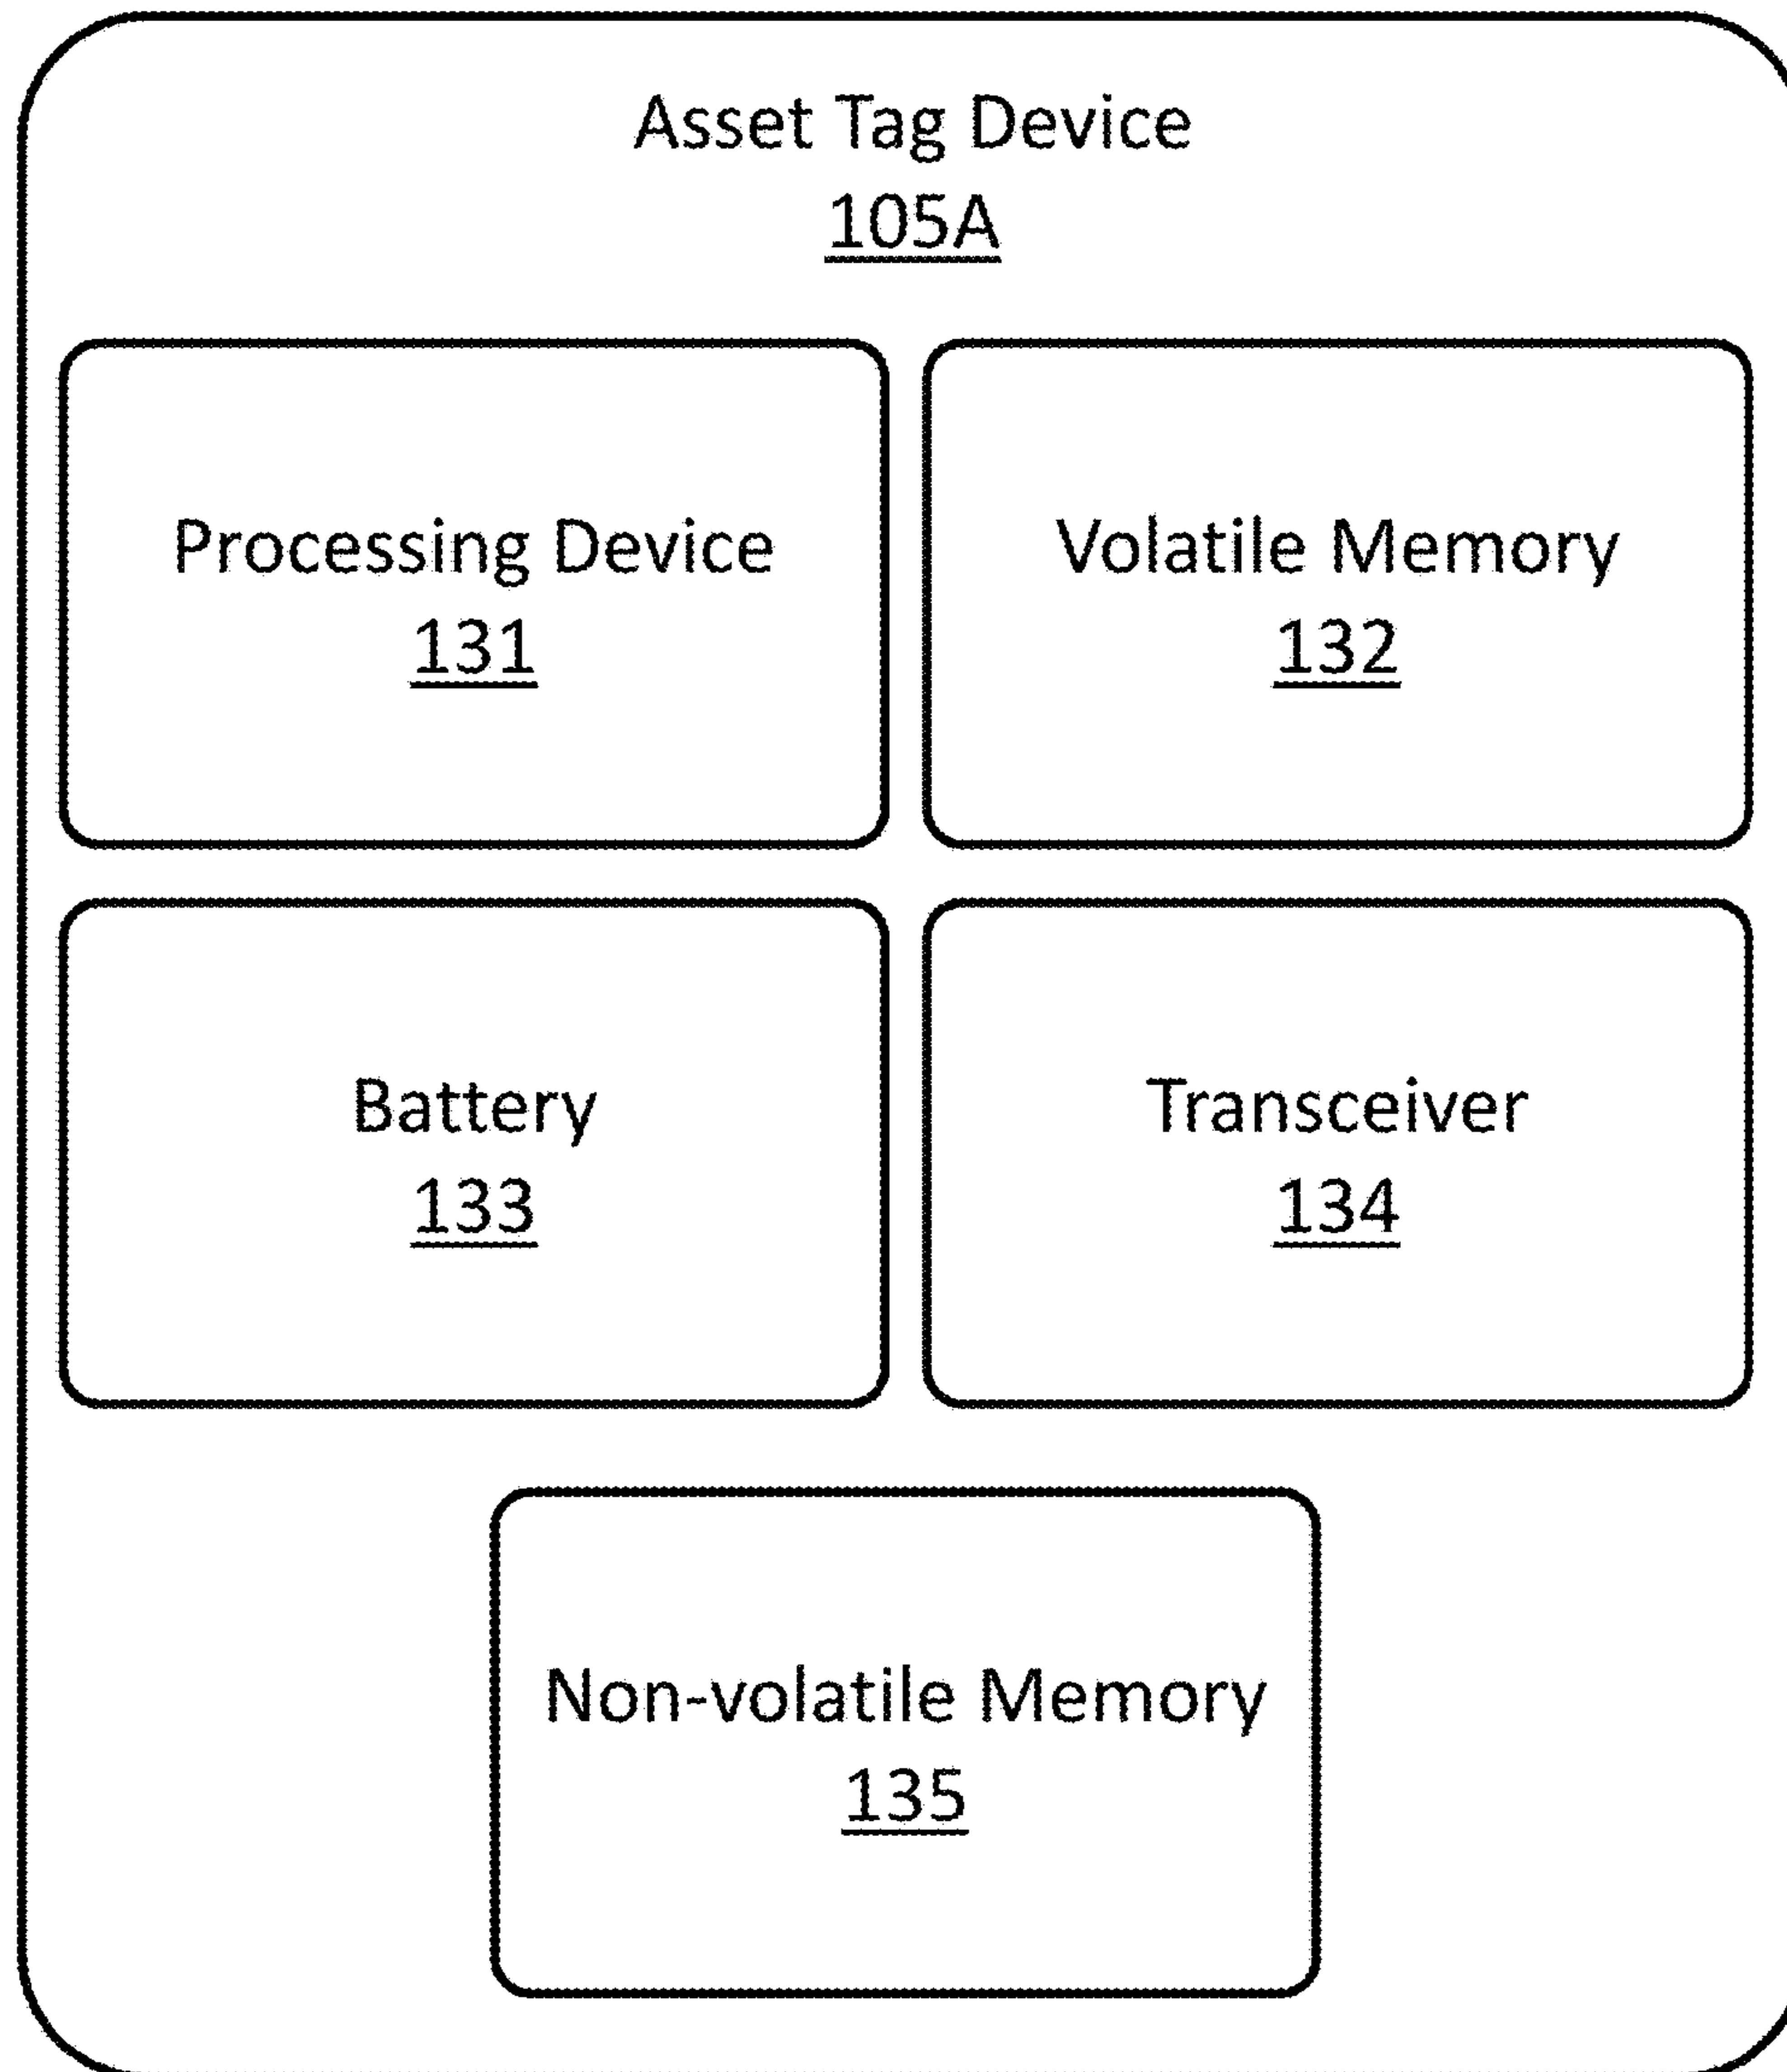 Asset Tag Device
105A
Processing Device
131
Volatile Memory
132
Battery
133
Transceiver
134
Non-volatile Memory
135